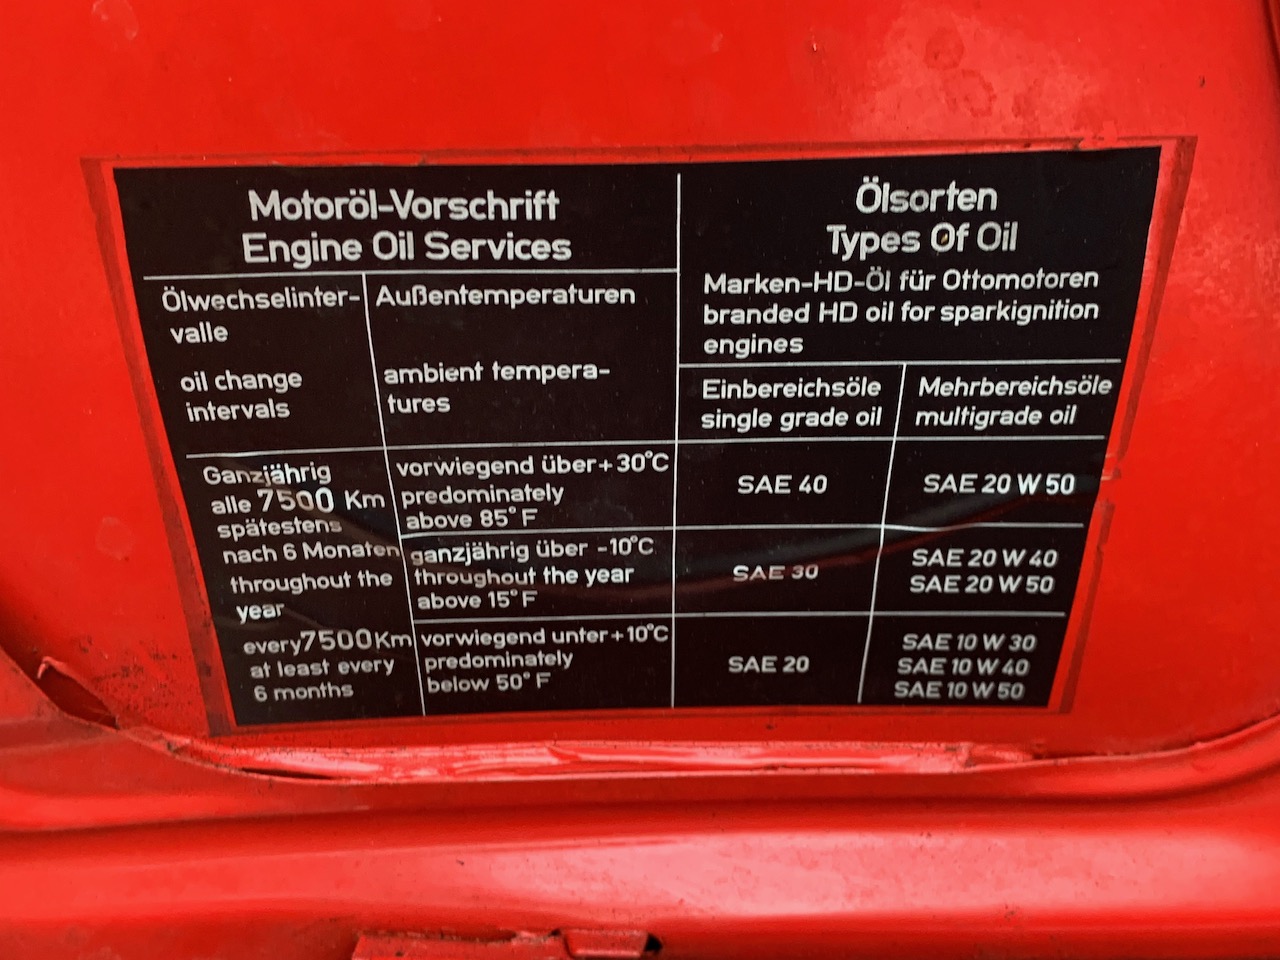 Motoröl-Vorschrift
Engine Oil Services
Ölwechselinter-
valle
oil change
intervals
Außentemperaturen
ambient tempera-
tures
Ölsorten
Types Of Oil
Marken-HD-Öl für Ottomotoren
branded HD oil for sparkignition
engines
Einbereichsöle
single grade oil
Mehrbereichsöle
multigrade oil
Ganzjährig
alle 7500 Km
spätestens
nach 6 Monaten
throughout the
year
every 7500 Km
at least every
6 months
vorwiegend über +30°C
predominately
above 85° F
SAE 40
SAE 20 W 50
ganzjährig über -10°C
throughout the year
above 15° F
SAE 30
SAE 20 W 40
SAE 20 W 50
vorwiegend unter +10°C
predominately
below 50° F
SAE 20
SAE 10 W 30
SAE 10 W 40
SAE 10 W 50